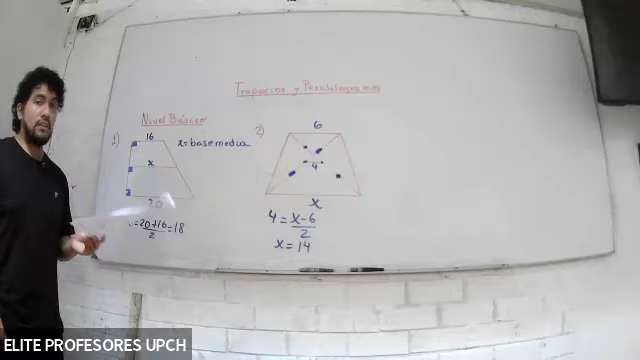 Trapecios y Paralelogramos
Nivel Básico
1)
16
x
20
x = base media
= 20+16 = 18
2
2)
6
4
x
4 = x-6
2
x = 14
ELITE PROFESORES UPCH